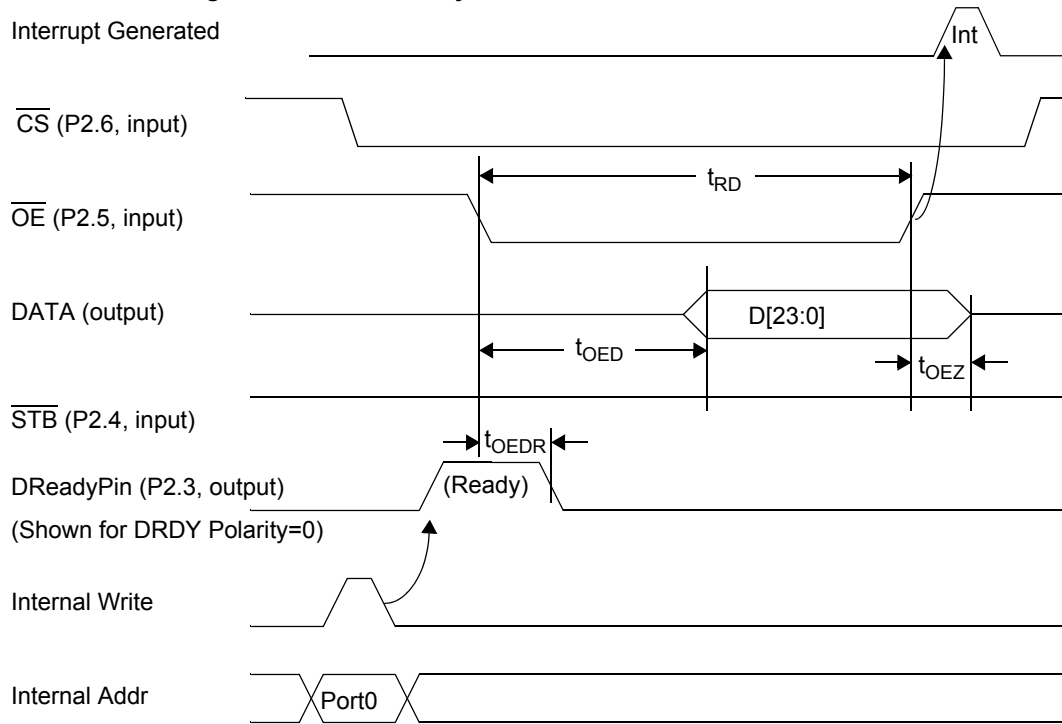 Interrupt Generated
Int
CS (P2.6, input)
tRD
OE (P2.5, input)
DATA (output)
D[23:0]
tOED
tOEZ
STB (P2.4, input)
tOEDR
DReadyPin (P2.3, output)
(Ready)
(Shown for DRDY Polarity=0)
Internal Write
Internal Addr
Port0